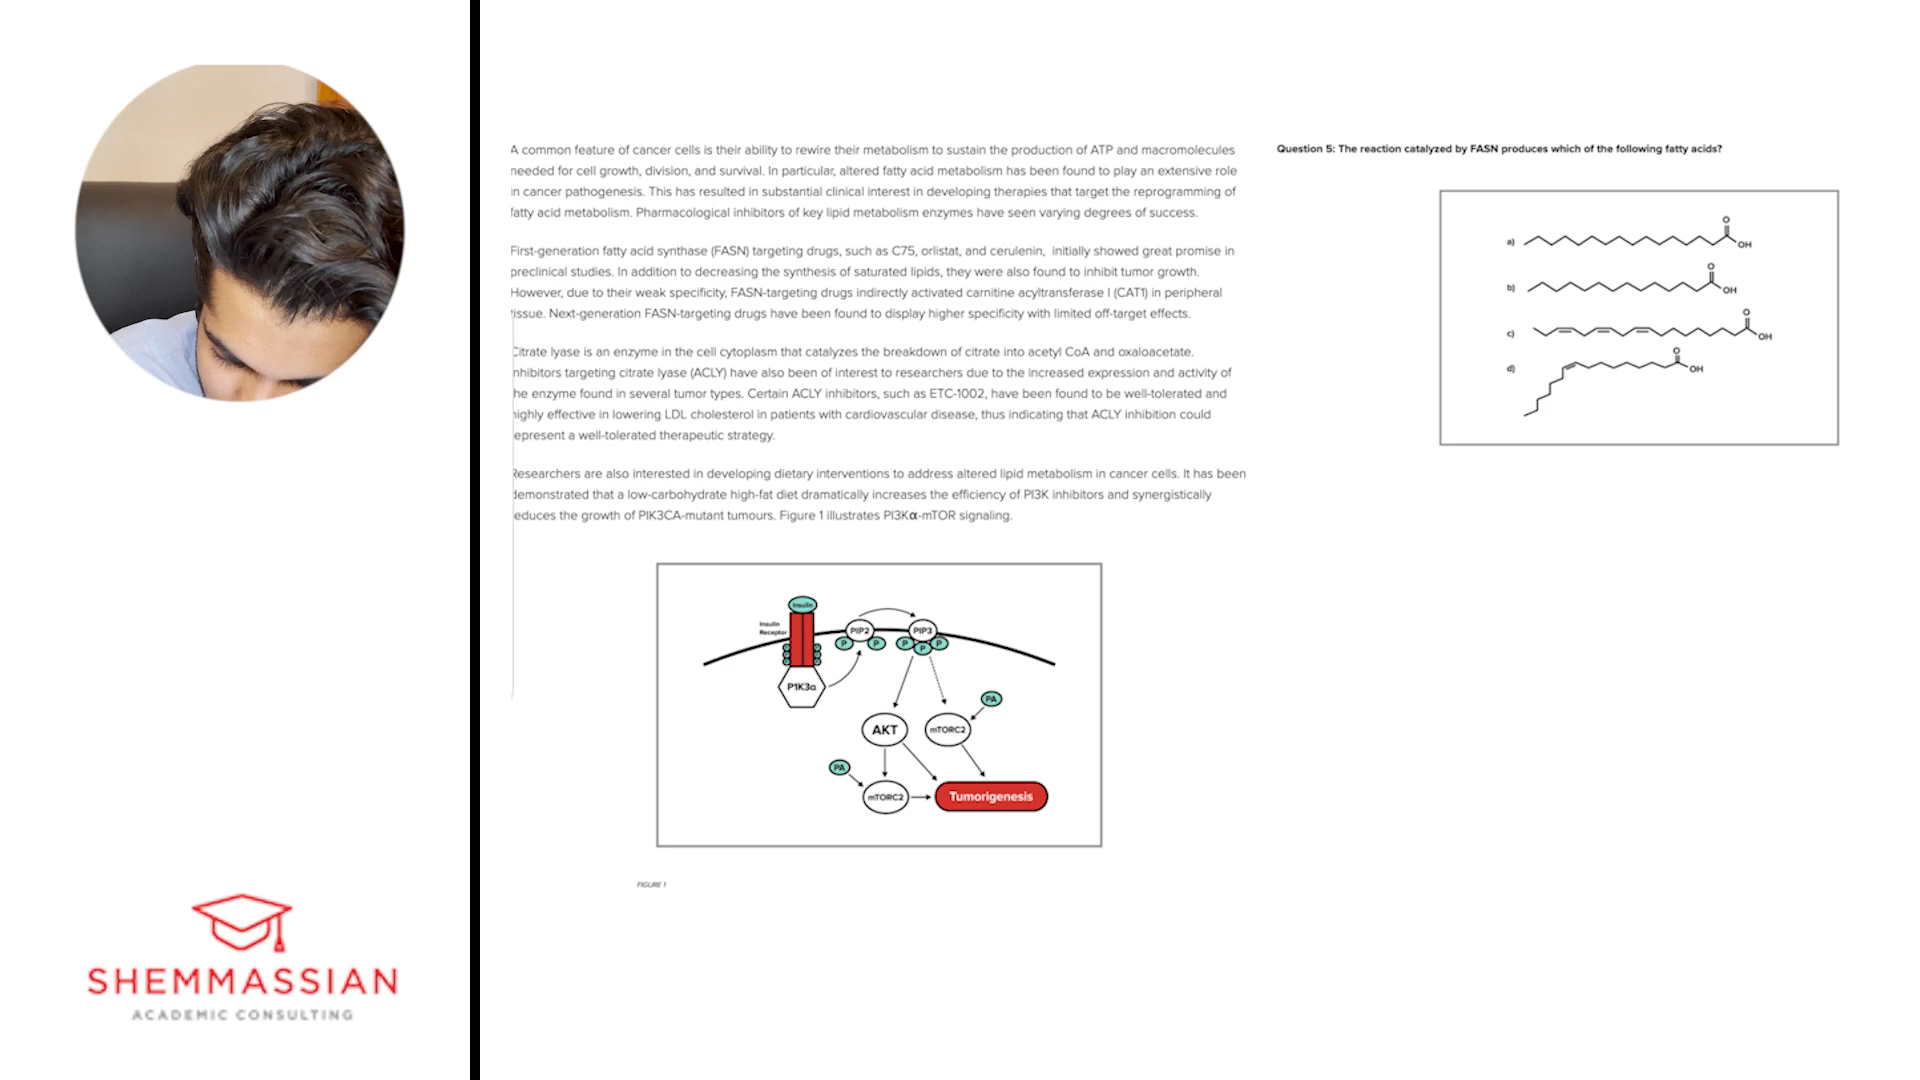 A common feature of cancer cells is their ability to rewire their metabolism to sustain the production of ATP and macromolecules
needed for cell growth, division, and survival. In particular, altered fatty acid metabolism has been found to play an extensive role
in cancer pathogenesis. This has resulted in substantial clinical interest in developing therapies that target the reprogramming of
fatty acid metabolism. Pharmacological inhibitors of key lipid metabolism enzymes have seen varying degrees of success.
First-generation fatty acid synthase (FASN) targeting drugs, such as C75, orlistat, and cerulenin, initially showed great promise in
preclinical studies. In addition to decreasing the synthesis of saturated lipids, they were also found to inhibit tumor growth.
However, due to their weak specificity, FASN-targeting drugs indirectly activated carnitine acyltransferase I (CAT1) in peripheral
tissue. Next-generation FASN-targeting drugs have been found to display higher specificity with limited off-target effects.
Citrate lyase is an enzyme in the cell cytoplasm that catalyzes the breakdown of citrate into acetyl CoA and oxaloacetate.
nhibitors targeting citrate lyase (ACLY) have also been of interest to researchers due to the increased expression and activity of
he enzyme found in several tumor types. Certain ACLY inhibitors, such as ETC-1002, have been found to be well-tolerated and
highly effective in lowering LDL cholesterol in patients with cardiovascular disease, thus indicating that ACLY inhibition could
epresent a well-tolerated therapeutic strategy.
Researchers are also interested in developing dietary interventions to address altered lipid metabolism in cancer cells. It has been
demonstrated that a low-carbohydrate high-fat diet dramatically increases the efficiency of PI3K inhibitors and synergistically
educes the growth of PIK3CA-mutant tumours. Figure 1 illustrates PI3Kα-mTOR signaling.
Insulin
Insulin
Receptor
PIP2
PIP3
P
P
P
P
P
P1K3α
PA
AKT
mTORC2
PA
mTORC2
Tumorigenesis
FIGURE 1
Question 5: The reaction catalyzed by FASN produces which of the following fatty acids?
a)
O
OH
b)
O
OH
c)
O
OH
d)
O
OH
SHEMMASSIAN
ACADEMIC CONSULTING